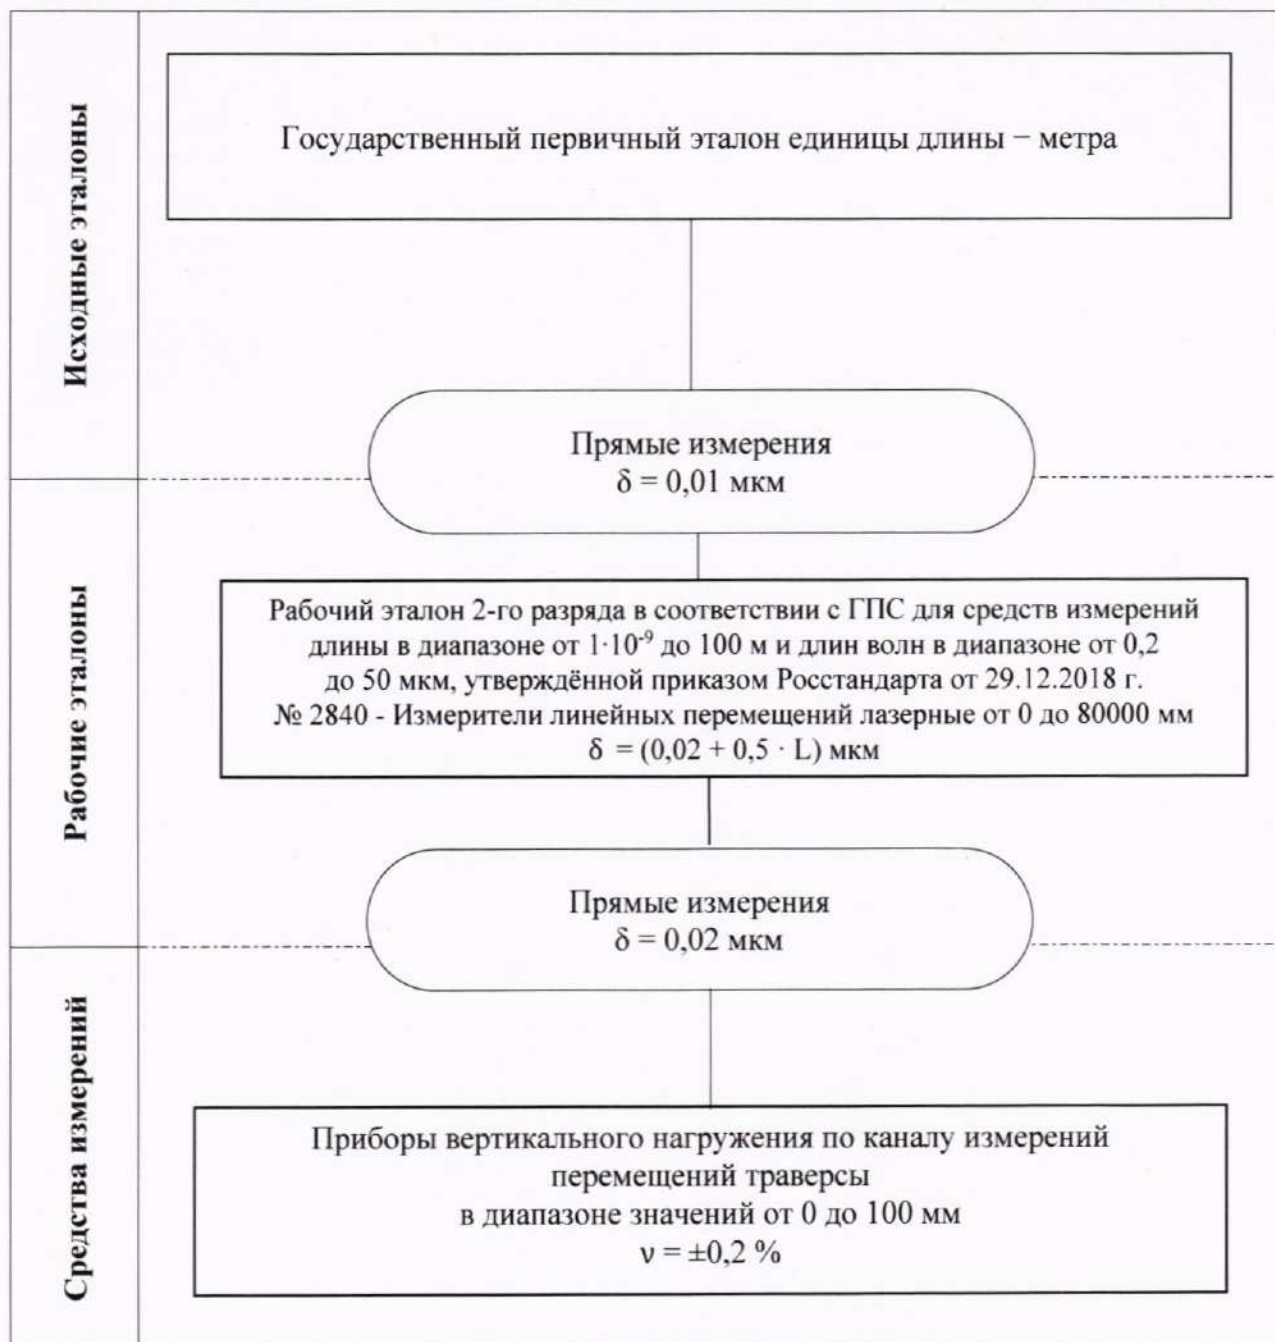 Исходные эталоны
Государственный первичный эталон единицы длины − метра
Прямые измерения
δ = 0,01 мкм
Рабочие эталоны
Рабочий эталон 2-го разряда в соответствии с ГПС для средств измерений
длины в диапазоне от 1·10⁻⁹ до 100 м и длин волн в диапазоне от 0,2
до 50 мкм, утверждённой приказом Росстандарта от 29.12.2018 г.
№ 2840 - Измерители линейных перемещений лазерные от 0 до 80000 мм
δ = (0,02 + 0,5 · L) мкм
Прямые измерения
δ = 0,02 мкм
Средства измерений
Приборы вертикального нагружения по каналу измерений
перемещений траверсы
в диапазоне значений от 0 до 100 мм
ν = ±0,2 %